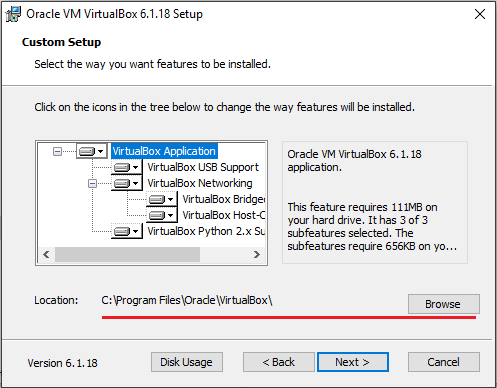 Oracle VM VirtualBox 6.1.18 Setup
Custom Setup
Select the way you want features to be installed.
Click on the icons in the tree below to change the way features will be installed.
VirtualBox Application
VirtualBox USB Support
VirtualBox Networking
VirtualBox Bridge
VirtualBox Host-C
VirtualBox Python 2.x Su
Oracle VM VirtualBox 6.1.18
application.
This feature requires 111MB on
your hard drive. It has 3 of 3
subfeatures selected. The
subfeatures require 656KB on yo...
Location:
C:\Program Files\Oracle\VirtualBox\
Browse
Version 6.1.18
Disk Usage
< Back
Next >
Cancel